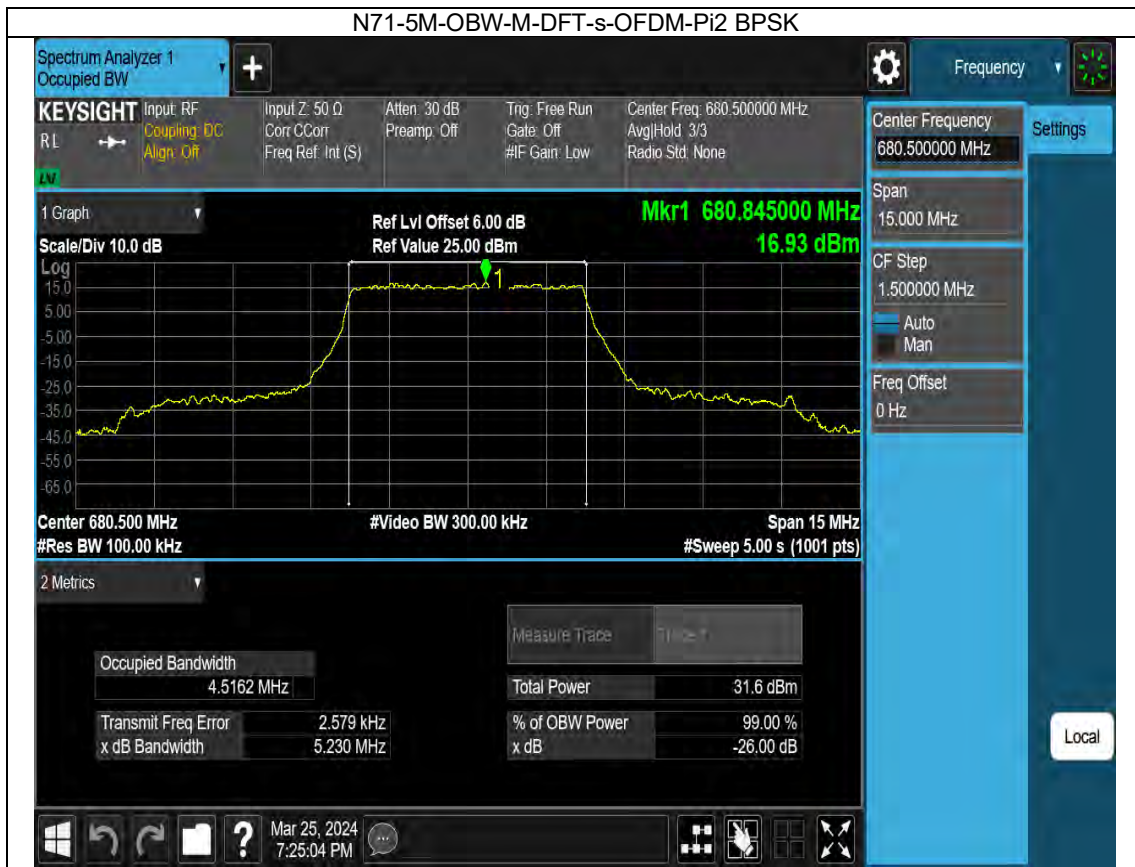 N71-5M-OBW-M-DFT-s-OFDM-Pi2 BPSK
Spectrum Analyzer 1
Occupied BW
Frequency
KEYSIGHT
RL
Input: RF
Coupling: DC
Align: Off
Input Z: 50 Ω
Corr CCorr
Freq Ref: Int (S)
Atten: 30 dB
Preamp: Off
Trig: Free Run
Gate: Off
#IF Gain: Low
Center Freq: 680.500000 MHz
Avg|Hold: 3/3
Radio Std: None
Center Frequency
680.500000 MHz
Settings
Span
15.000 MHz
CF Step
1.500000 MHz
Auto
Man
Freq Offset
0 Hz
1 Graph
Scale/Div 10.0 dB
Ref Lvl Offset 6.00 dB
Ref Value 25.00 dBm
Mkr1 680.845000 MHz
16.93 dBm
Log
15.0
5.00
-5.00
-15.0
-25.0
-35.0
-45.0
-55.0
-65.0
1
Center 680.500 MHz
#Res BW 100.00 kHz
#Video BW 300.00 kHz
Span 15 MHz
#Sweep 5.00 s (1001 pts)
2 Metrics
Measure Trace
Occupied Bandwidth
4.5162 MHz
Total Power 31.6 dBm
Transmit Freq Error 2.579 kHz
% of OBW Power 99.00 %
x dB Bandwidth 5.230 MHz
x dB -26.00 dB
Local
?
Mar 25, 2024
7:25:04 PM